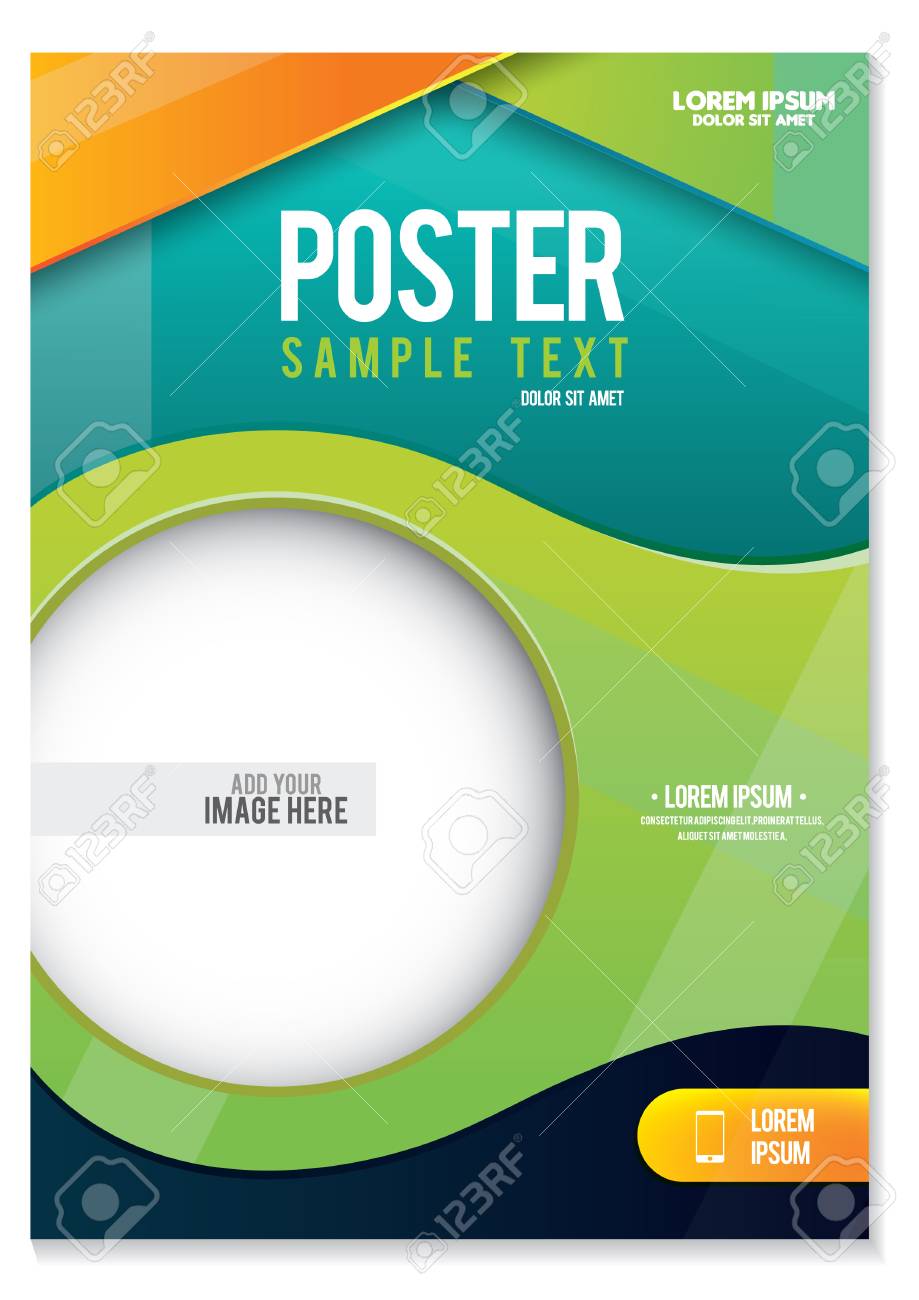 LOREM IPSUM
DOLOR SIT AMET
POSTER
SAMPLE TEXT
DOLOR SIT AMET
ADD YOUR
IMAGE HERE
• LOREM IPSUM •
CONSECTETUR ADIPISCING ELIT. PROIN ERAT TELLUS,
ALIQUET SIT AMET MOLESTIE A,
LOREM
IPSUM
123RF